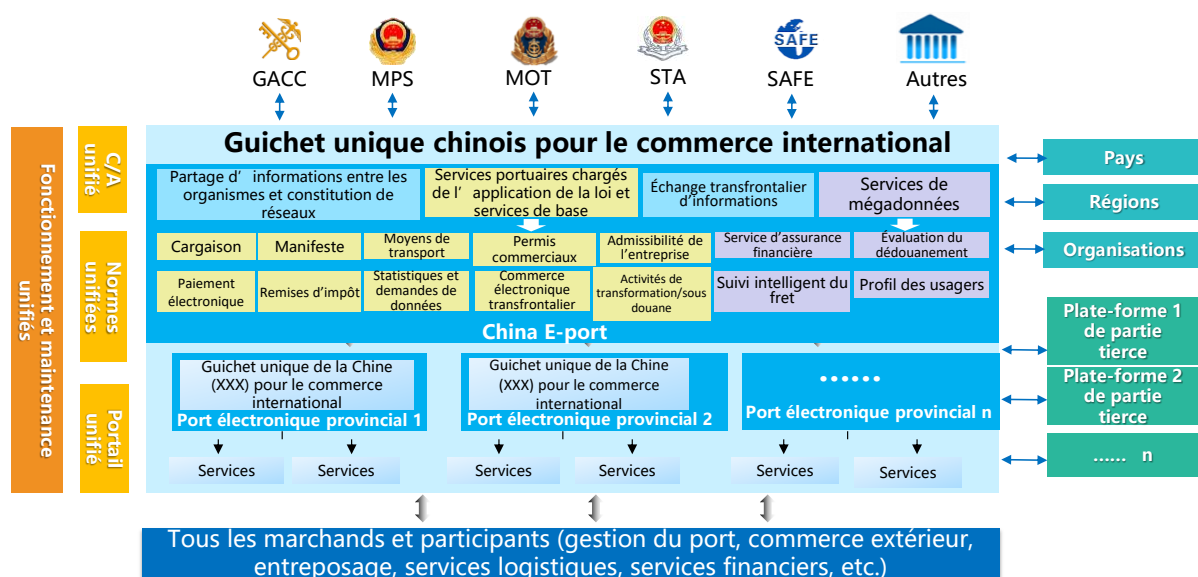 SAFE
GACC
MPS
MOT
STA
SAFE
Autres
Guichet unique chinois pour le commerce international
Fonctionnement et maintenance
unifiés
C/A
unifié
Normes
unifiées
Portail
unifié
Partage d’ informations entre les
organismes et constitution de
réseaux
Services portuaires chargés
de l’ application de la loi et
services de base
Échange transfrontalier
d’informations
Services de
mégadonnées
Cargaison
Manifeste
Moyens de
transport
Permis
commerciaux
Admissibilité de
l’entreprise
Service d’assurance
financière
Évaluation du
dédouanement
Paiement
électronique
Remises d’impôt
Statistiques et
demandes de
données
Commerce
électronique
transfrontalier
Activités de
transformation/sous
douane
Suivi intelligent du
fret
Profil des usagers
China E-port
Guichet unique de la Chine
(XXX) pour le commerce
international
Port électronique provincial 1
Guichet unique de la Chine
(XXX) pour le commerce
international
Port électronique provincial 2
......
Port électronique provincial n
Services
Services
Services
Services
Services
Services
Pays
Régions
Organisations
Plate-forme 1
de partie
tierce
Plate-forme 2
de partie
tierce
...... n
Tous les marchands et participants (gestion du port, commerce extérieur,
entreposage, services logistiques, services financiers, etc.)